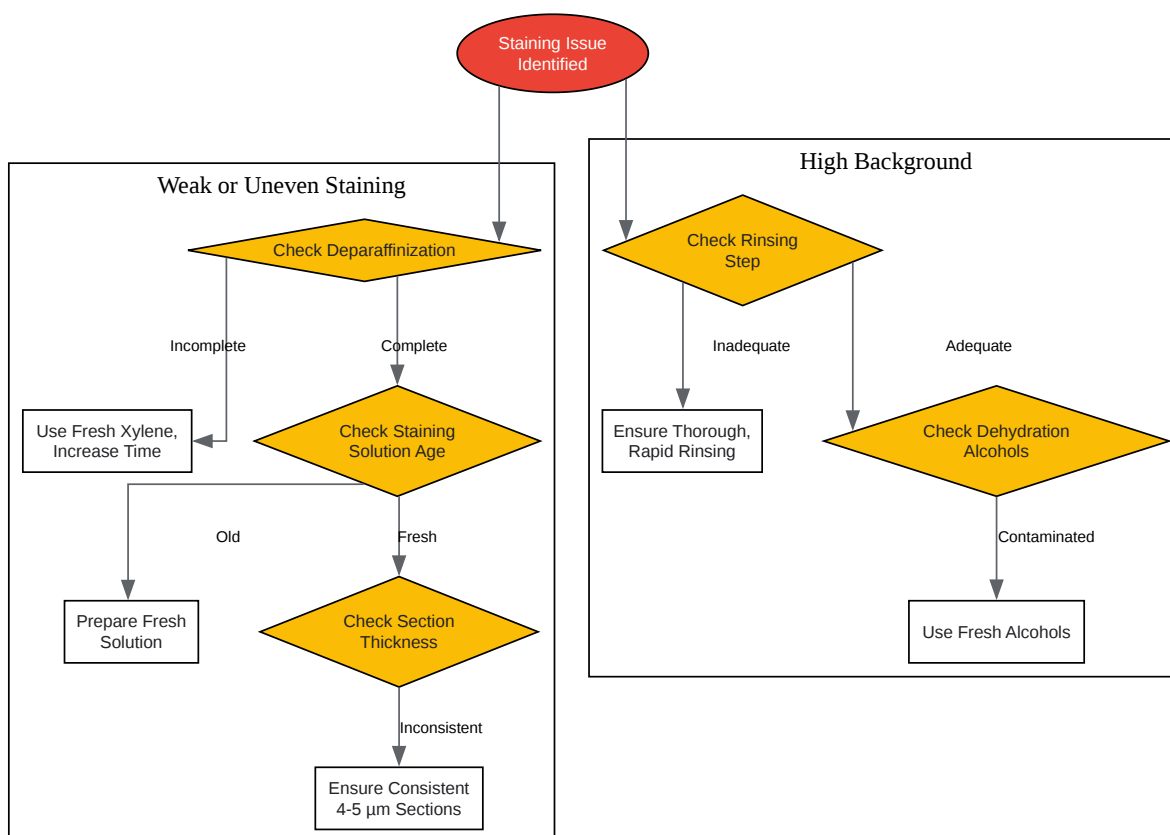 Staining Issue
Identified
Weak or Uneven Staining
Check Deparaffinization
Incomplete
Complete
Use Fresh Xylene,
Increase Time
Check Staining
Solution Age
Old
Fresh
Prepare Fresh
Solution
Check Section
Thickness
Inconsistent
Ensure Consistent
4-5 µm Sections
High Background
Check Rinsing
Step
Inadequate
Adequate
Ensure Thorough,
Rapid Rinsing
Check Dehydration
Alcohols
Contaminated
Use Fresh Alcohols